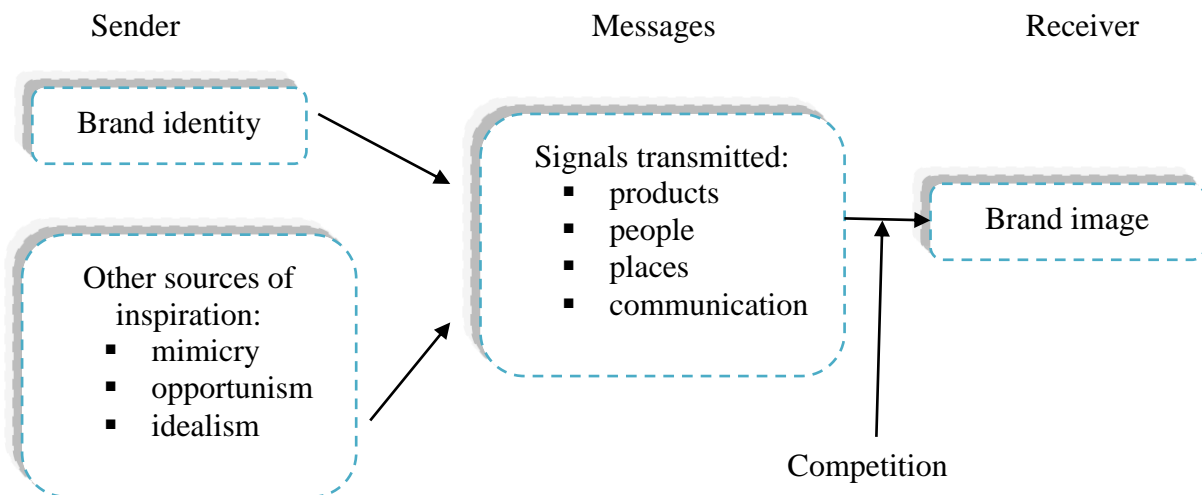 Sender
Messages
Receiver
Brand identity
Other sources of
inspiration:
▪ mimicry
▪ opportunism
▪ idealism
Signals transmitted:
▪ products
▪ people
▪ places
▪ communication
Brand image
Competition